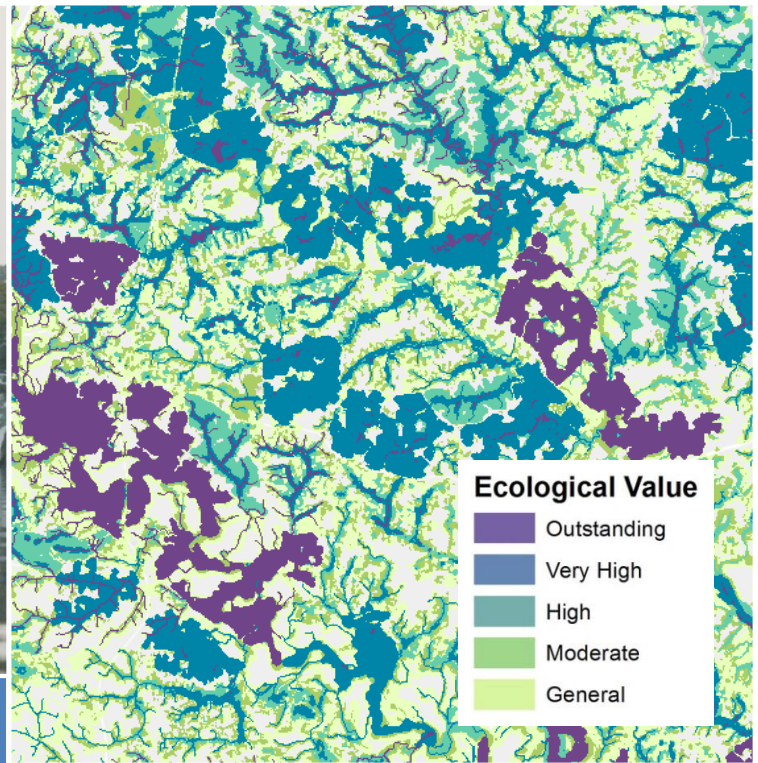 Ecological Value
Outstanding
Very High
High
Moderate
General